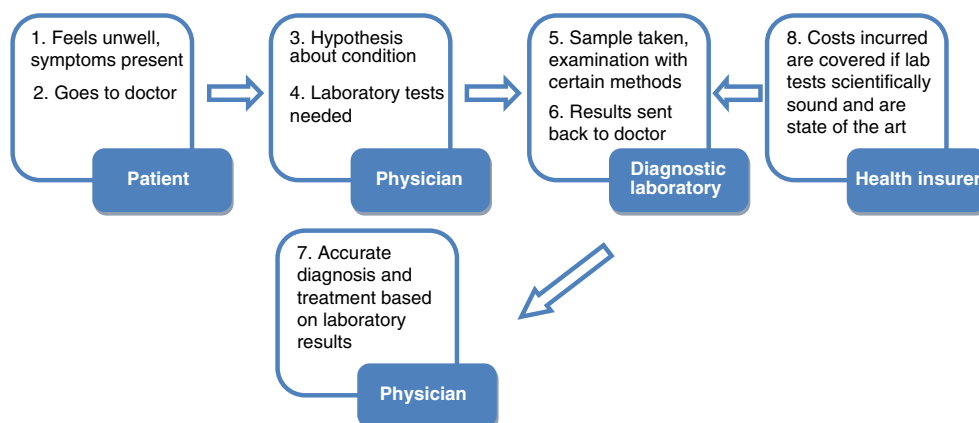 1. Feels unwell,
symptoms present
2. Goes to doctor
Patient
3. Hypothesis
about condition
4. Laboratory tests
needed
Physician
5. Sample taken,
examination with
certain methods
6. Results sent
back to doctor
Diagnostic
laboratory
8. Costs incurred
are covered if lab
tests scientifically
sound and are
state of the art
Health insurer
7. Accurate
diagnosis and
treatment based
on laboratory
results
Physician